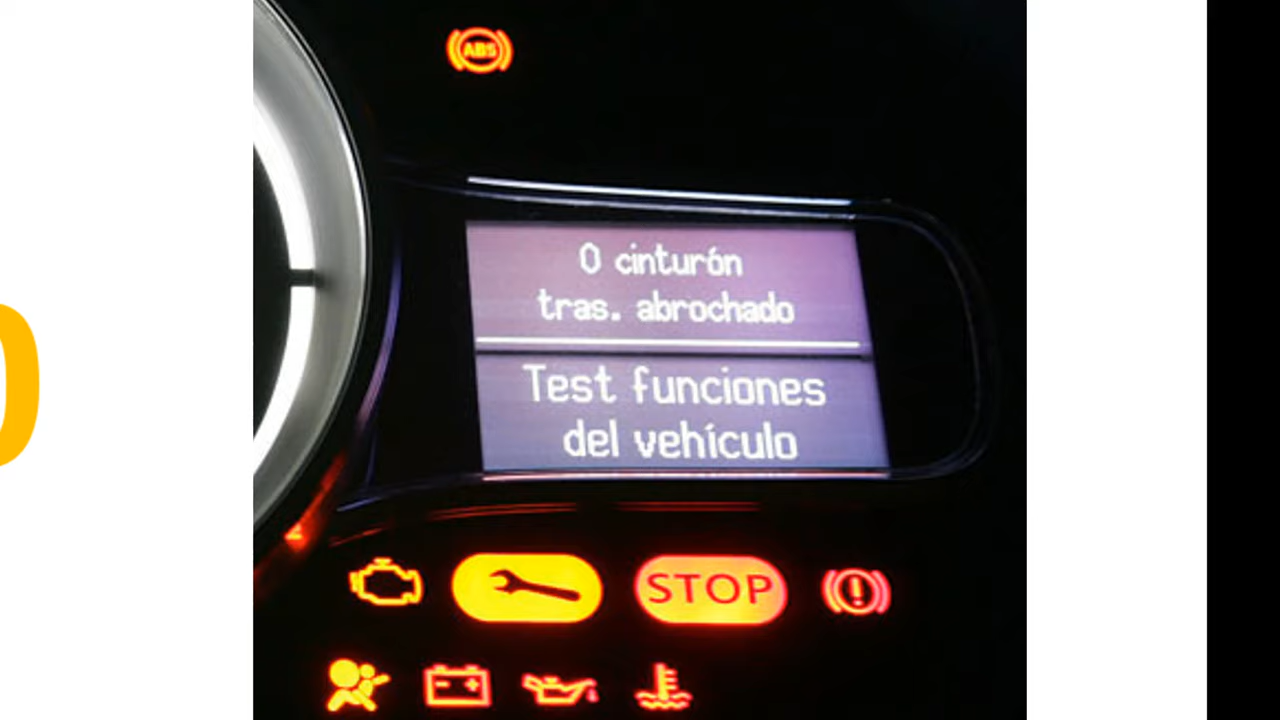 ABS
0 cinturón
tras. abrochado
Test funciones
del vehículo
STOP